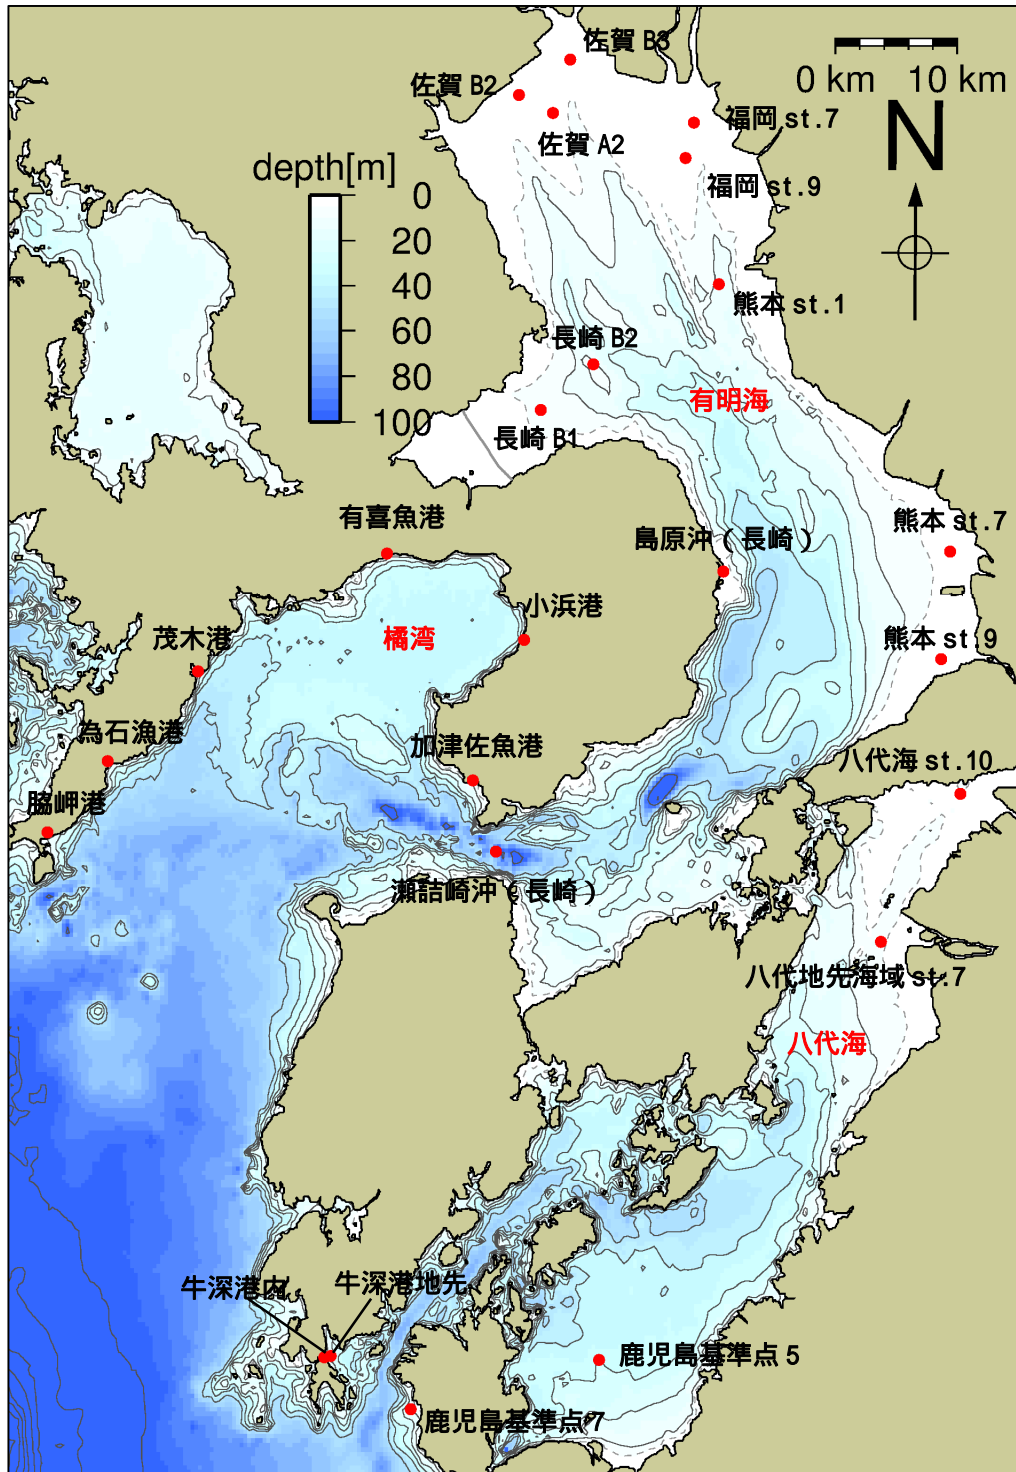 佐賀 B3
0 km 10 km
佐賀 B2
N
福岡 st.7
佐賀 A2
depth[m]
福岡 st.9
0
20
40
60
80
100
熊本 st.1
長崎 B2
有明海
長崎 B1
有喜魚港
熊本 st.7
島原沖（長崎）
小浜港
橘湾
茂木港
熊本 st.9
為石漁港
加津佐魚港
八代海 st.10
脇岬港
瀬詰崎沖（長崎）
八代地先海域 st.7
八代海
牛深港内
牛深港地先
鹿児島基準点 5
鹿児島基準点 7